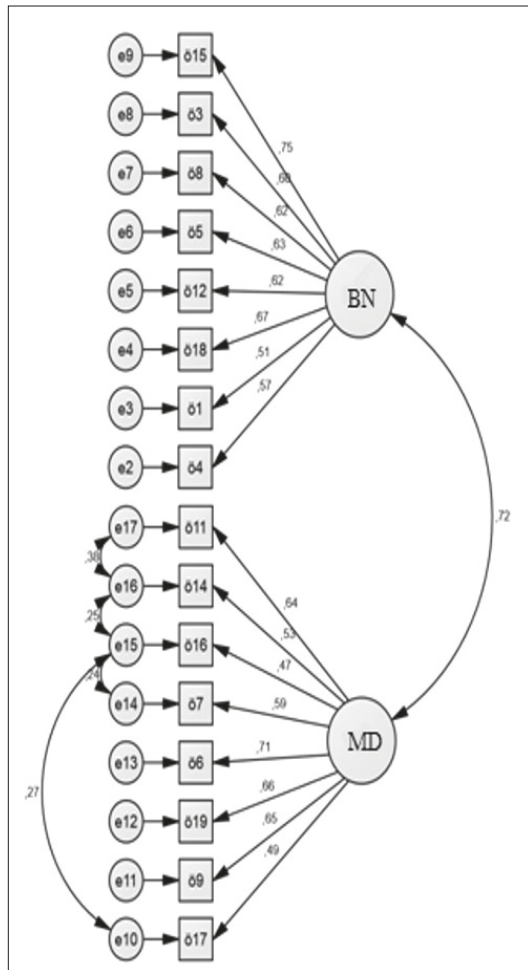 e9 ö15
,75
e8 ö3
,68
e7 ö8
,62
e6 ö5
,63
e5 ö12
,62
BN
e4 ö18
,67
e3 ö1
,51
e2 ö4
,57
e17 ö11
,72
,38
e16 ö14
,64
,25
e15 ö16
,53
,24
e14 ö7
,47
,59
e13 ö6
,71
MD
e12 ö19
,66
,27
e11 ö9
,65
,49
e10 ö17